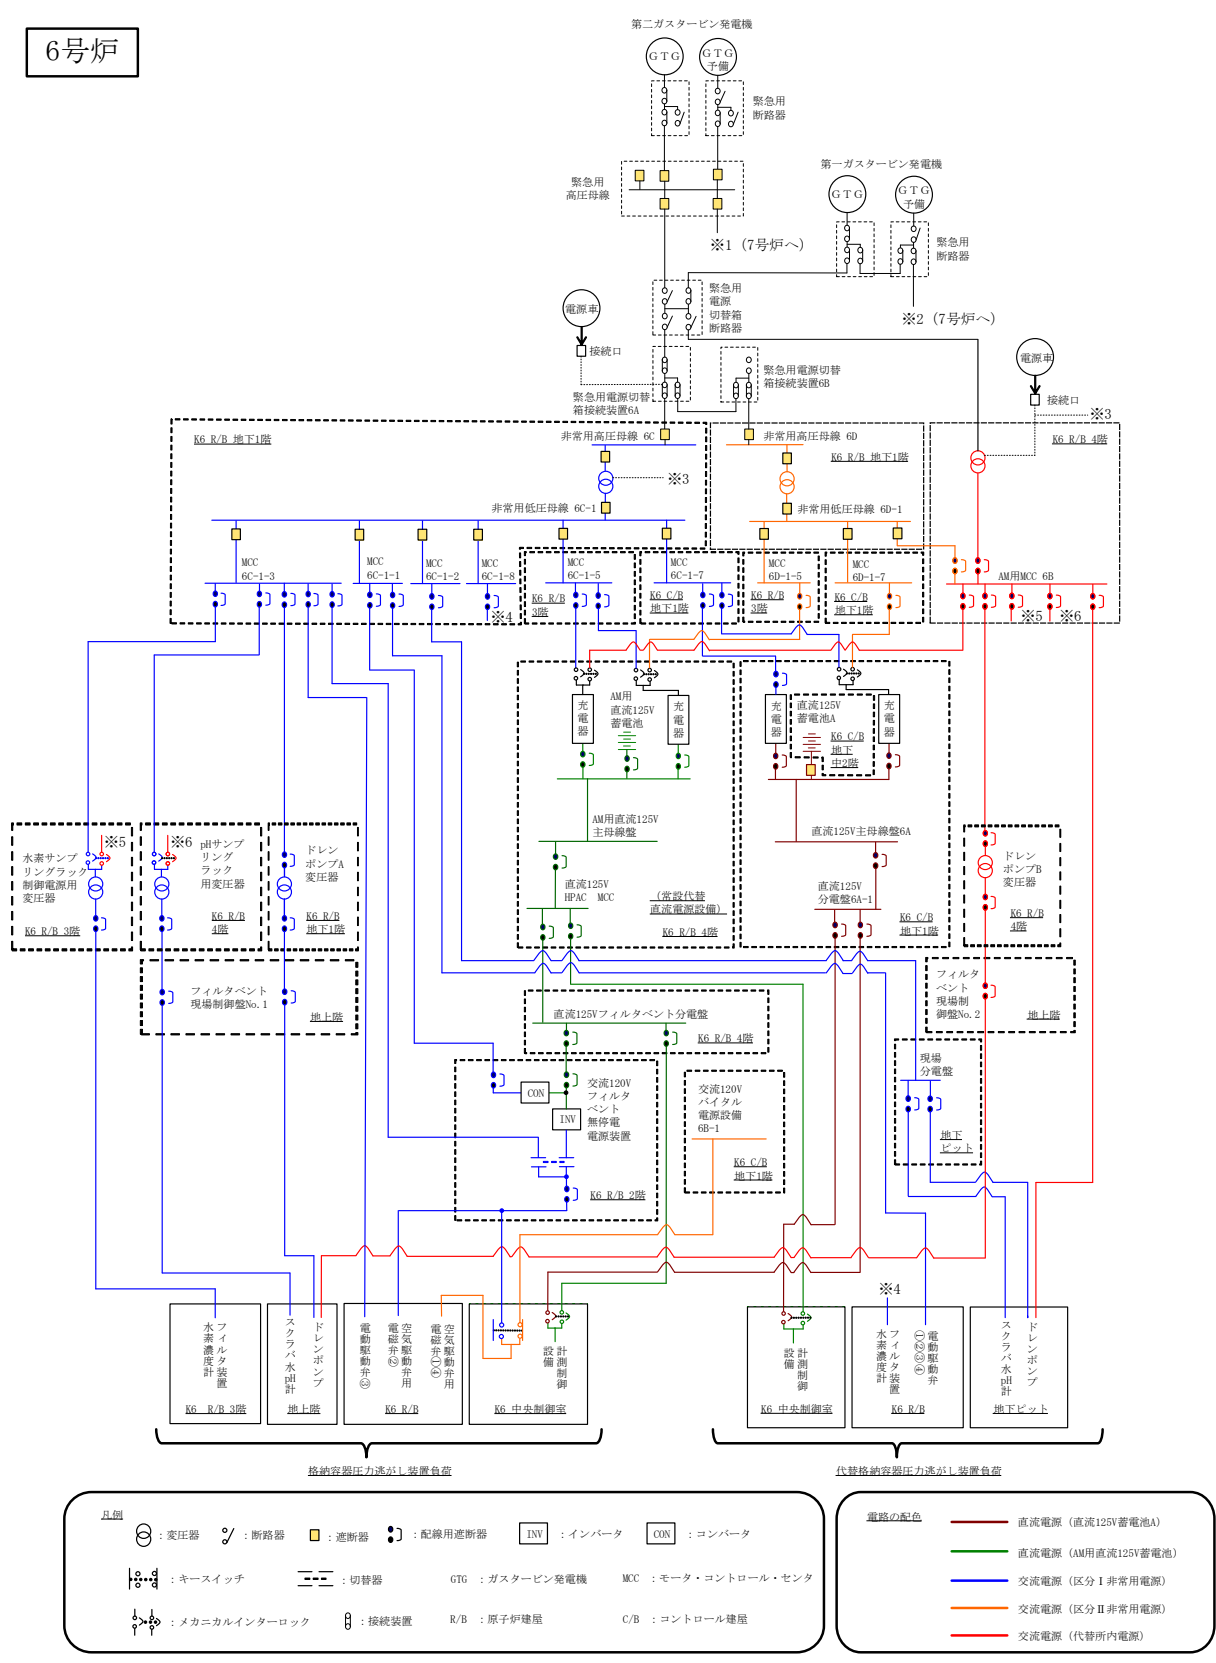 6号炉
第二ガスタービン発電機
GTG
GTG
予備
緊急用
断路器
緊急用
高圧母線
※1（7号炉へ）
第一ガスタービン発電機
GTG
GTG
予備
緊急用
断路器
※2（7号炉へ）
緊急用
電源
切替箱
断路器
電源車
接続口
緊急用電源切替
箱接続装置6A
緊急用電源切替
箱接続装置6B
電源車
接続口
※3
K6 R/B 地下1階
非常用高圧母線 6C
※3
非常用低圧母線 6C-1
非常用高圧母線 6D
K6 R/B 地下1階
非常用低圧母線 6D-1
K6 R/B 4階
AM用MCC 6B
MCC
6C-1-3
MCC
6C-1-1
MCC
6C-1-2
MCC
6C-1-8
※4
MCC
6C-1-5
K6 R/B
3階
MCC
6C-1-7
K6 C/B
地下1階
MCC
6D-1-5
K6 R/B
3階
MCC
6D-1-7
K6 C/B
地下1階
※5
※6
充電器
AM用
直流125V
蓄電池
充電器
AM用直流125V
主母線盤
直流125V
HPAC MCC
（常設代替
直流電源設備）
K6 R/B 4階
充電器
直流125V
蓄電池A
K6 C/B
地下
中2階
充電器
直流125V主母線盤6A
直流125V
分電盤6A-1
K6 C/B
地下1階
※5
水素サンプ
リングラック
制御電源用
変圧器
K6 R/B 3階
※6
pHサンプ
リング
ラック
用変圧器
K6 R/B
4階
ドレン
ポンプA
変圧器
K6 R/B
地下1階
ドレン
ポンプB
変圧器
K6 R/B
4階
フィルタベント
現場制御盤No.1
地上階
フィルタ
ベント
現場制
御盤No.2
地上階
直流125Vフィルタベント分電盤
K6 R/B 4階
CON
INV
交流120V
フィルタ
ベント
無停電
電源装置
K6 R/B 2階
交流120V
バイタル
電源設備
6B-1
K6 C/B
地下1階
現場
分電盤
地下
ピット
フィルタ装置
水素濃度計
K6 R/B 3階
ドレンポンプ
スクラバ水pH計
地上階
電動駆動弁③
空気駆動弁用
電磁弁②
空気駆動弁用
電磁弁①④
K6 R/B
計測制御
設備
K6 中央制御室
計測制御
設備
K6 中央制御室
※4
フィルタ装置
水素濃度計
電動駆動弁
①②③④
K6 R/B
ドレンポンプ
スクラバ水pH計
地下ピット
格納容器圧力逃がし装置負荷
代替格納容器圧力逃がし装置負荷
凡例
：変圧器
：断路器
：遮断器
：配線用遮断器
INV ：インバータ
CON ：コンバータ
：キースイッチ
：切替器
GTG ：ガスタービン発電機
MCC ：モータ・コントロール・センタ
：メカニカルインターロック
：接続装置
R/B ：原子炉建屋
C/B ：コントロール建屋
電路の配色
直流電源（直流125V蓄電池A）
直流電源（AM用直流125V蓄電池）
交流電源（区分Ⅰ非常用電源）
交流電源（区分Ⅱ非常用電源）
交流電源（代替所内電源）